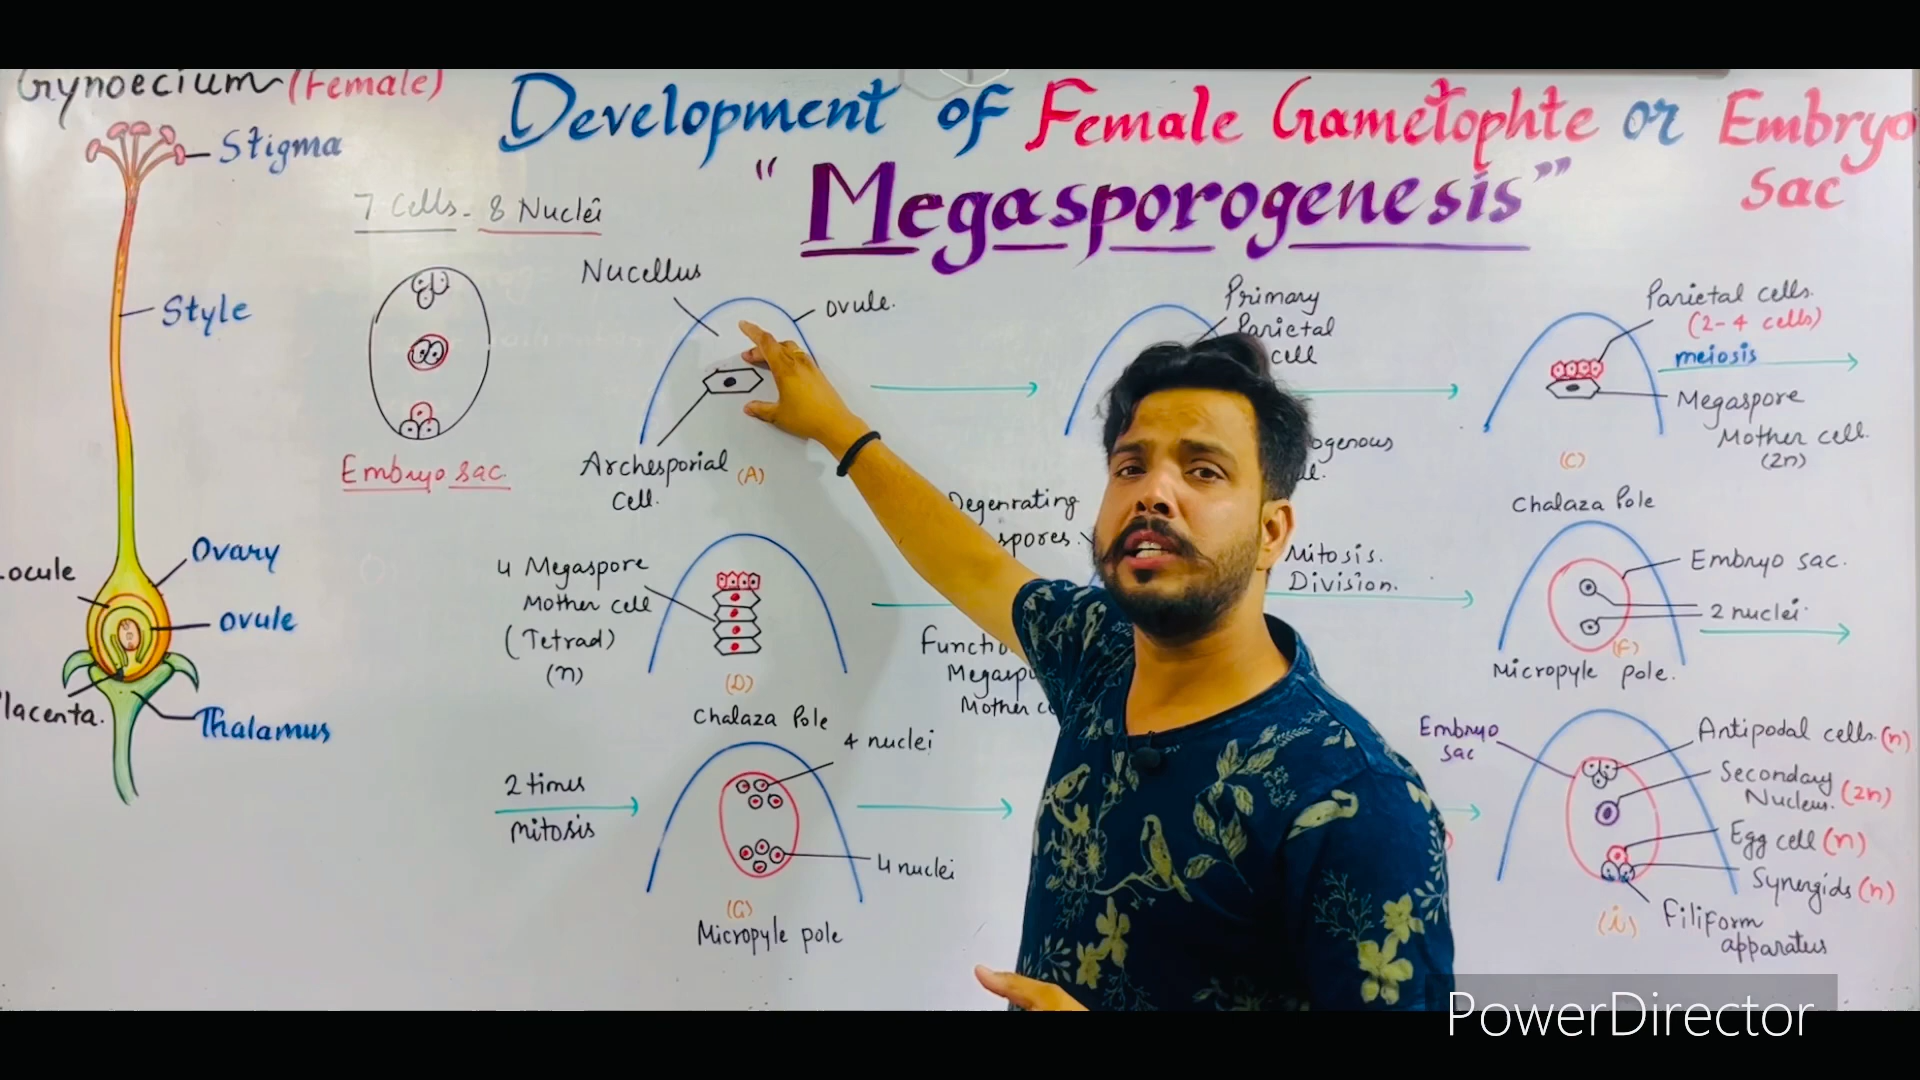 Gynoecium (Female)
Development of Female Gametophte or Embryo
Sac
"Megasporogenesis"
Stigma
Style
Ovary
ovule
Thalamus
7 Cells - 8 Nuclei
Embryo sac.
Nucellus
ovule.
Archesporial
Cell.
(A)
Primary
Parietal
cell
Parietal cells.
(2-4 cells)
meiosis
Megaspore
Mother cell.
(2n)
(C)
4 Megaspore
Mother cell
(Tetrad)
(n)
(D)
Degenrating
spores.
Mother
Mitosis.
Division.
Chalaza Pole
Embryo sac.
2 nuclei
(F)
Micropyle pole.
2 times
mitosis
Chalaza Pole
4 nuclei
4 nuclei
(G)
Micropyle pole
Embryo
sac
Antipodal cells. (n)
Secondary
Nucleus. (2n)
Egg cell (n)
Synergids (n)
Filiform
apparatus
(i)
PowerDirector